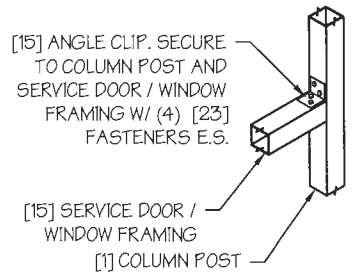 [15] ANGLE CLIP. SECURE
TO COLUMN POST AND
SERVICE DOOR / WINDOW
FRAMING W/ (4) [23]
FASTENERS E.S.
[15] SERVICE DOOR /
WINDOW FRAMING
[1] COLUMN POST